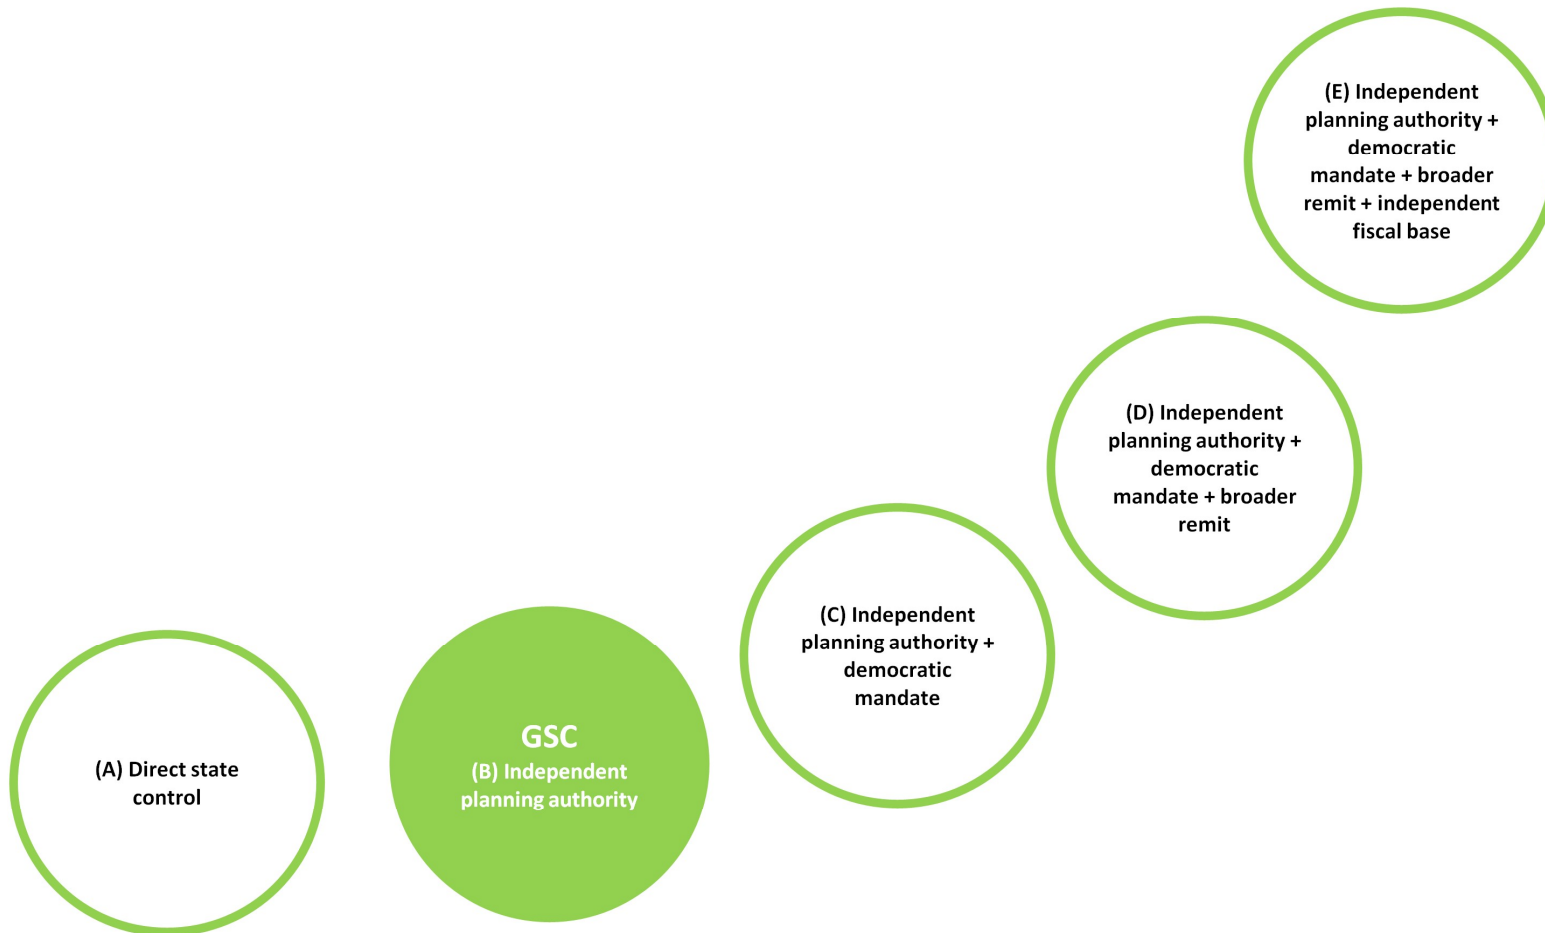 (A) Direct state
control
GSC
(B) Independent
planning authority
(C) Independent
planning authority +
democratic
mandate
(D) Independent
planning authority +
democratic
mandate + broader
remit
(E) Independent
planning authority +
democratic
mandate + broader
remit + independent
fiscal base